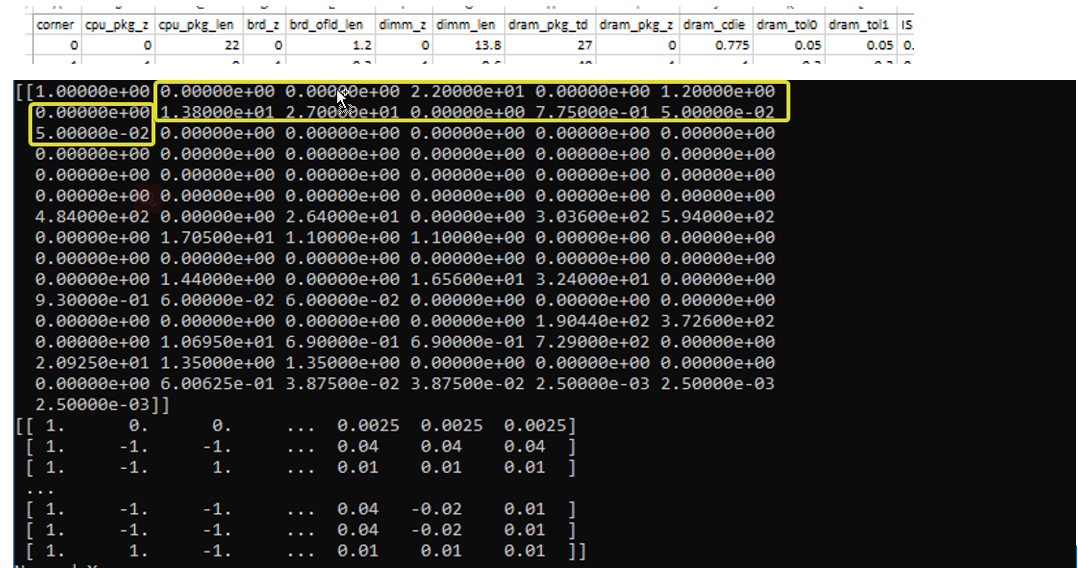 corner cpu_pkg_z cpu_pkg_len brd_z brd_ofld_len dimm_z dimm_len dram_pkg_td dram_pkg_z dram_cdie dram_tol0 dram_tol1 IS
0 0 22 0 1.2 0 13.8 27 0 0.775 0.05 0.05 0.
[[1.00000e+00 0.00000e+00 0.00000e+00 2.20000e+01 0.00000e+00 1.20000e+00
0.00000e+00 1.38000e+01 2.70000e+01 0.00000e+00 7.75000e-01 5.00000e-02
5.00000e-02 0.00000e+00 0.00000e+00 0.00000e+00 0.00000e+00 0.00000e+00
0.00000e+00 0.00000e+00 0.00000e+00 0.00000e+00 0.00000e+00 0.00000e+00
0.00000e+00 0.00000e+00 0.00000e+00 0.00000e+00 0.00000e+00 0.00000e+00
0.00000e+00 0.00000e+00 0.00000e+00 0.00000e+00 0.00000e+00 0.00000e+00
4.84000e+02 0.00000e+00 2.64000e+01 0.00000e+00 3.03600e+02 5.94000e+02
0.00000e+00 1.70500e+01 1.10000e+00 1.10000e+00 0.00000e+00 0.00000e+00
0.00000e+00 0.00000e+00 0.00000e+00 0.00000e+00 0.00000e+00 0.00000e+00
0.00000e+00 1.44000e+00 0.00000e+00 1.65600e+01 3.24000e+01 0.00000e+00
9.30000e-01 6.00000e-02 6.00000e-02 0.00000e+00 0.00000e+00 0.00000e+00
0.00000e+00 0.00000e+00 0.00000e+00 0.00000e+00 1.90440e+02 3.72600e+02
0.00000e+00 1.06950e+01 6.90000e-01 6.90000e-01 7.29000e+02 0.00000e+00
2.09250e+01 1.35000e+00 1.35000e+00 0.00000e+00 0.00000e+00 0.00000e+00
0.00000e+00 6.00625e-01 3.87500e-02 3.87500e-02 2.50000e-03 2.50000e-03
2.50000e-03]]
[[ 1. 0. 0. ... 0.0025 0.0025 0.0025]
[ 1. -1. -1. ... 0.04 0.04 0.04 ]
[ 1. -1. 1. ... 0.01 0.01 0.01 ]
...
[ 1. -1. -1. ... 0.04 -0.02 0.01 ]
[ 1. -1. -1. ... 0.04 -0.02 0.01 ]
[ 1. 1. -1. ... 0.01 0.01 0.01 ]]